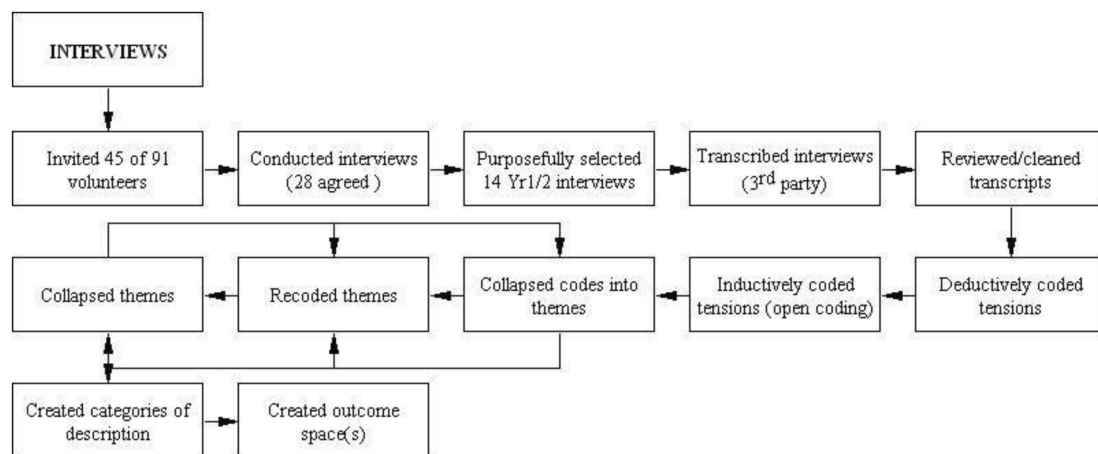 INTERVIEWS
Invited 45 of 91
volunteers
Conducted interviews
(28 agreed )
Purposefully selected
14 Yr1/2 interviews
Transcribed interviews
(3rd party)
Reviewed/cleaned
transcripts
Collapsed themes
Recoded themes
Collapsed codes into
themes
Inductively coded
tensions (open coding)
Deductively coded
tensions
Created categories of
description
Created outcome
space(s)